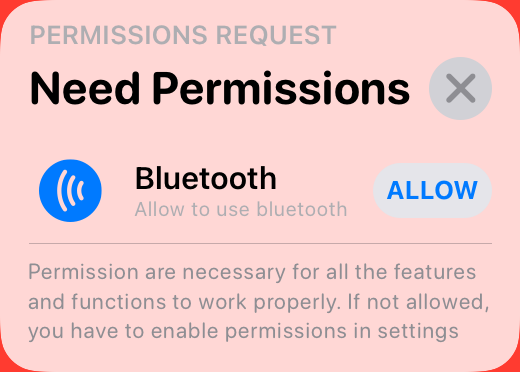 PERMISSIONS REQUEST
Need Permissions
Bluetooth
Allow to use bluetooth
ALLOW
Permission are necessary for all the features
and functions to work properly. If not allowed,
you have to enable permissions in settings